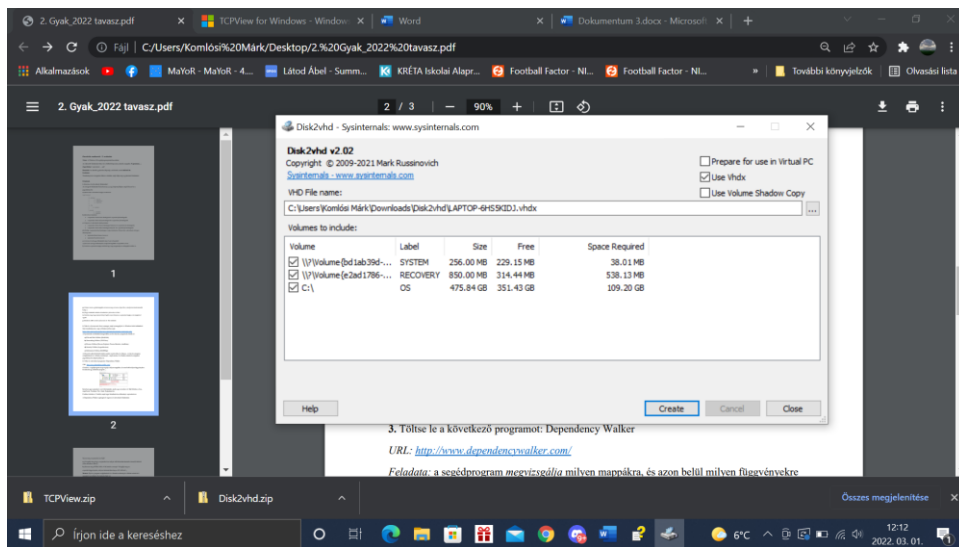 2. Gyak_2022 tavasz.pdf
TCPView for Windows - Window
Word
Dokumentum 3.docx - Microsoft
Fájl | C:/Users/Komlósi%20Márk/Desktop/2.%20Gyak_2022%20tavasz.pdf
Alkalmazások
MaYoR - MaYoR - 4...
Látod Ábel - Summ...
KRÉTA Iskolai Alapr...
Football Factor - NI...
Football Factor - NI...
»
További könyvjelzők
Olvasási lista
2. Gyak_2022 tavasz.pdf
2 / 3
90%
Disk2vhd - Sysinternals: www.sysinternals.com
Disk2vhd v2.02
Copyright © 2009-2021 Mark Russinovich
Sysinternals - www.sysinternals.com
Prepare for use in Virtual PC
Use Vhdx
Use Volume Shadow Copy
VHD File name:
C:\Users\Komlósi Márk\Downloads\Disk2vhd\LAPTOP-6HS5KIDJ.vhdx
...
Volumes to include:
Volume Label Size Free Space Required
\\?\Volume{bd1ab39d-... SYSTEM 256.00 MB 229.15 MB 38.01 MB
\\?\Volume{e2ad1786-... RECOVERY 850.00 MB 314.44 MB 538.13 MB
C:\ OS 475.84 GB 351.43 GB 109.20 GB
Help
Create
Cancel
Close
1
2
3. Töltse le a következő programot: Dependency Walker
URL: http://www.dependencywalker.com/
Feladata: a segédprogram megvizsgálja milyen mappákra, és azon belül milyen függvényekre
TCPView.zip
Disk2vhd.zip
Összes megjelenítése
Írjon ide a kereséshez
6°C
12:12
2022. 03. 01.
1